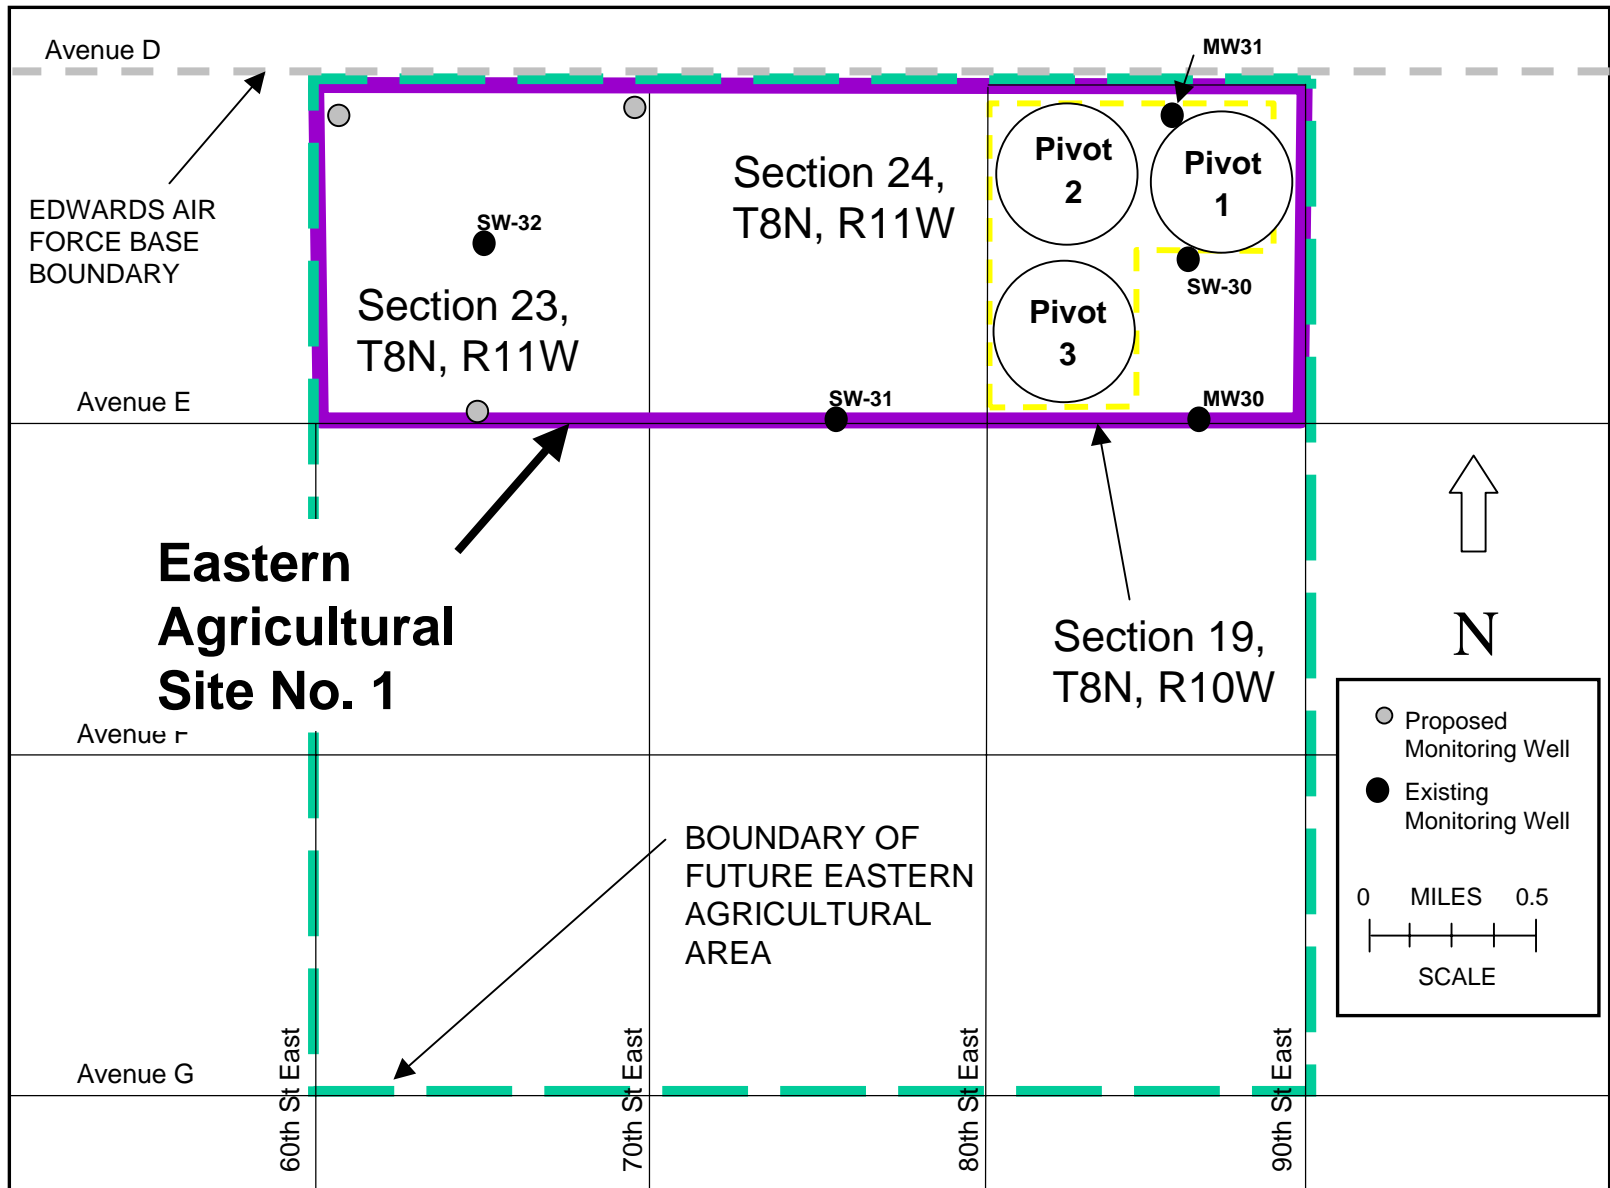 Avenue D
MW31
EDWARDS AIR
FORCE BASE
BOUNDARY
SW-32
Section 23,
T8N, R11W
Section 24,
T8N, R11W
Pivot
2
Pivot
1
SW-30
Pivot
3
Avenue E
SW-31
MW30
Eastern
Agricultural
Site No. 1
Section 19,
T8N, R10W
N
Avenue F
Proposed
Monitoring Well
Existing
Monitoring Well
0 MILES 0.5
SCALE
BOUNDARY OF
FUTURE EASTERN
AGRICULTURAL
AREA
Avenue G
60th St East
70th St East
80th St East
90th St East